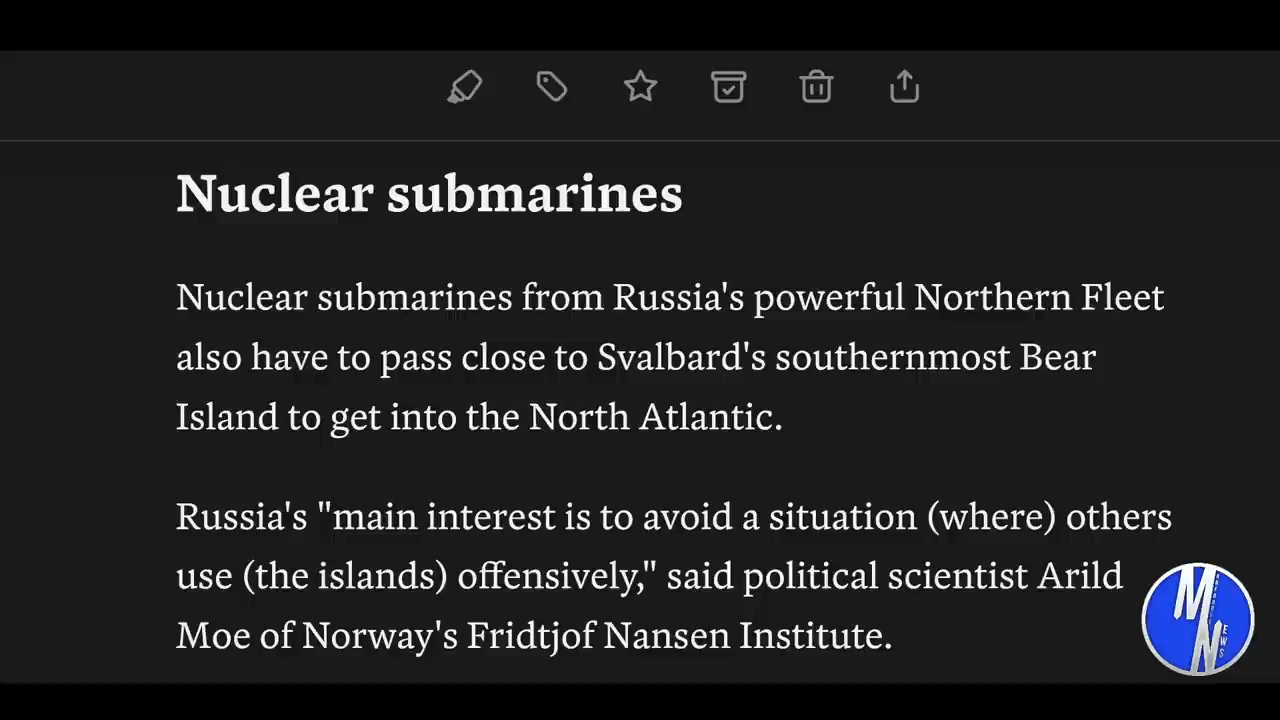 Nuclear submarines
Nuclear submarines from Russia's powerful Northern Fleet
also have to pass close to Svalbard's southernmost Bear
Island to get into the North Atlantic.
Russia's "main interest is to avoid a situation (where) others
use (the islands) offensively," said political scientist Arild
Moe of Norway's Fridtjof Nansen Institute.
M
N
EWS